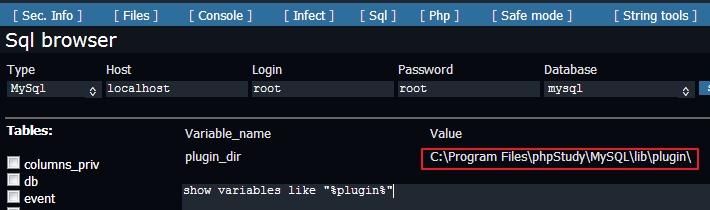 [ Sec. Info ] [ Files ] [ Console ] [ Infect ] [ Sql ] [ Php ] [ Safe mode ] [ String tools ]
Sql browser
Type Host Login Password Database
MySql localhost root root mysql
Tables: Variable_name Value
plugin_dir C:\Program Files\phpStudy\MySQL\lib\plugin\
columns_priv
db
show variables like "%plugin%"
event